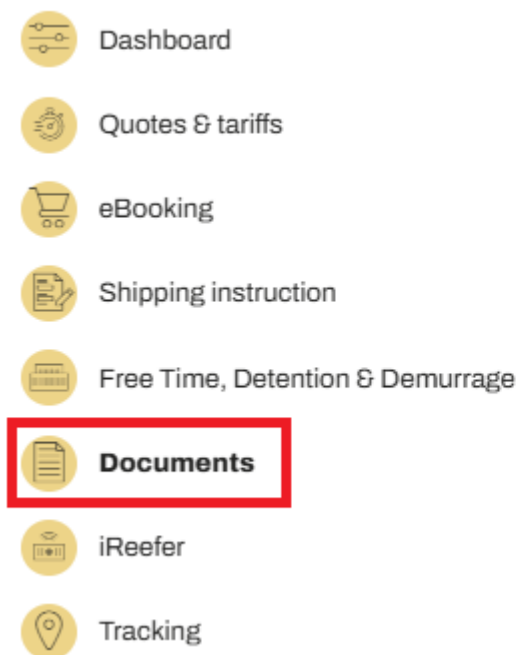 Dashboard
Quotes & tariffs
eBooking
Shipping instruction
Free Time, Detention & Demurrage
Documents
iReefer
Tracking